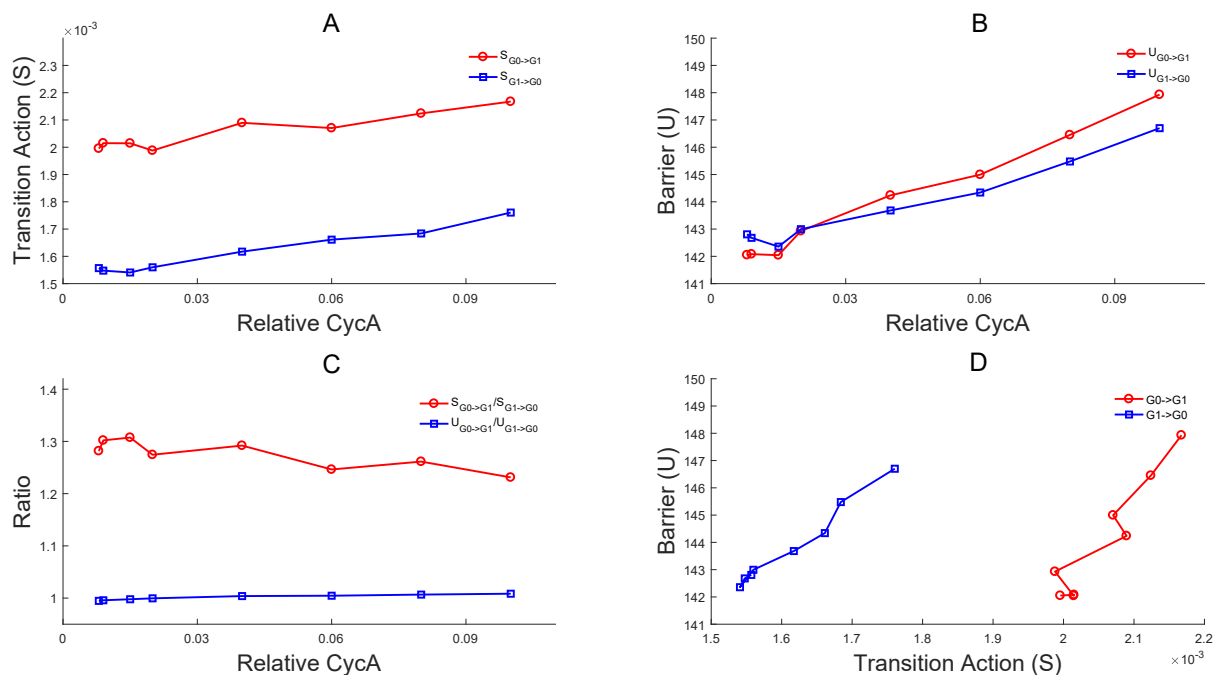 A
×10⁻³
Transition Action (S)
2.3
2.2
2.1
2
1.9
1.8
1.7
1.6
1.5
0
0.03
0.06
0.09
Relative CycA
S_G0->G1
S_G1->G0
B
Barrier (U)
150
149
148
147
146
145
144
143
142
141
0
0.03
0.06
0.09
Relative CycA
U_G0->G1
U_G1->G0
C
Ratio
1.4
1.3
1.2
1.1
1
0
0.03
0.06
0.09
Relative CycA
S_G0->G1/S_G1->G0
U_G0->G1/U_G1->G0
D
Barrier (U)
150
149
148
147
146
145
144
143
142
141
1.5
1.6
1.7
1.8
1.9
2
2.1
2.2
×10⁻³
Transition Action (S)
G0->G1
G1->G0